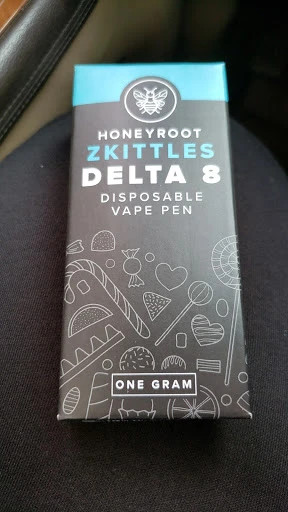 HONEYROOT
ZKITTLES
DELTA 8
DISPOSABLE
VAPE PEN
ONE GRAM